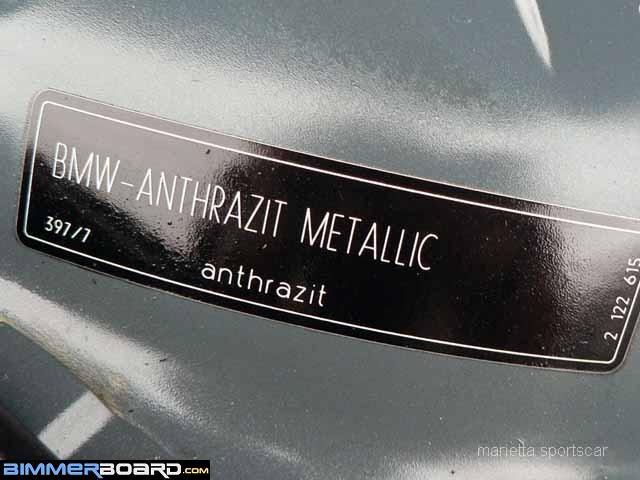 BMW-ANTHRAZIT METALLIC
397/7
anthrazit
2 122 615
marietta sportscar
BIMMERBOARD.COM